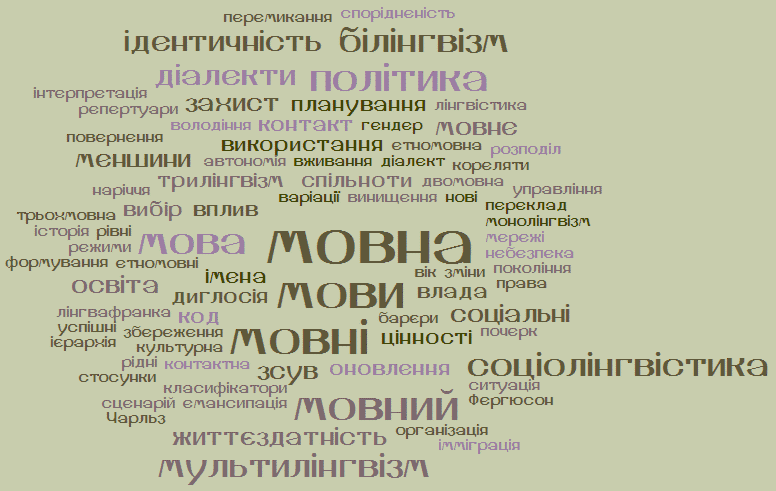 перемикання спорідненість
ідентичність білінгвізм
діалекти політика
інтерпретація
репертуари захист планування лінгвістика
володіння контакт гендер мовне
повернення
використання етномовна розподіл
меншини автономія вживання діалект кореляти
наріччя трилінгвізм спільноти двомовна управління
варіації винищення нові переклад
трьохмовна вибір вплив монолінгвізм
історія рівні мова мовна мережі
режими небезпека
формування етномовні вік зміни покоління
освіта імена права
диглосія мови влада
лінгвафранка код барєри соціальні
успішні збереження почерк
ієрархія культурна мовні цінності
рідні контактна зсув оновлення соціолінгвістика
стосунки
класифікатори ситуація
сценарій емансипація мовний Фергюсон
Чарльз
життєздатність організація
імміграція
мультилінгвізм